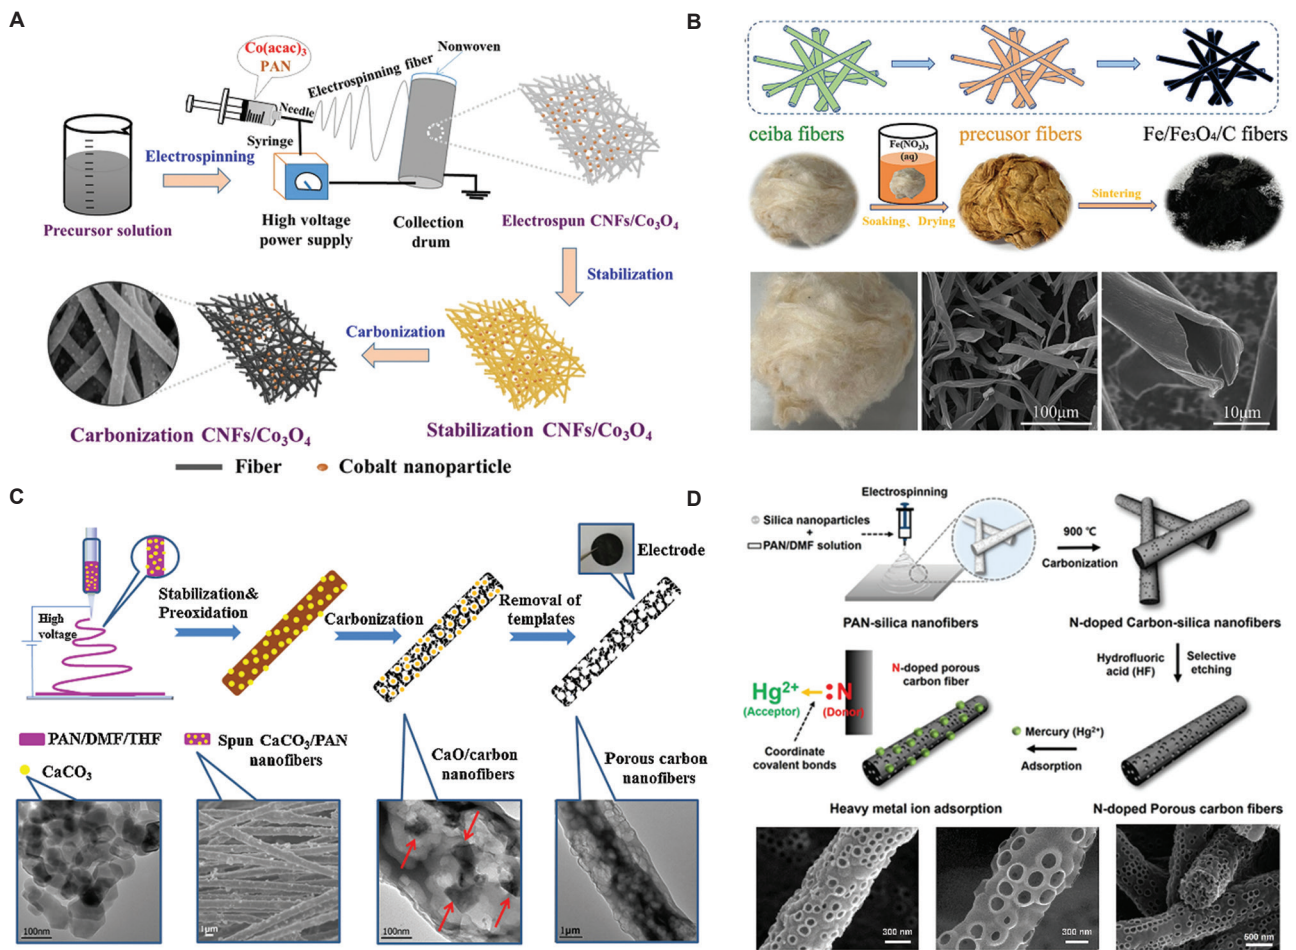 A
Co(acac)₃
PAN
Electrospinning fiber
Nonwoven
Needle
Syringe
Electrospinning
Precursor solution
High voltage
power supply
Collection
drum
Electrospun CNFs/Co₃O₄
Stabilization
Carbonization
Carbonization CNFs/Co₃O₄
Stabilization CNFs/Co₃O₄
Fiber
Cobalt nanoparticle
B
ceiba fibers
Fe(NO₃)₃
(aq)
precusor fibers
Fe/Fe₃O₄/C fibers
Soaking、Drying
Sintering
100μm
10μm
C
High
voltage
Stabilization&
Preoxidation
Carbonization
Removal of
templates
Electrode
PAN/DMF/THF
CaCO₃
Spun CaCO₃/PAN
nanofibers
CaO/carbon
nanofibers
Porous carbon
nanofibers
100nm
1μm
100nm
1μm
D
Electrospinning
Silica nanoparticles
+
PAN/DMF solution
900 ℃
Carbonization
PAN-silica nanofibers
N-doped Carbon-silica nanofibers
Hydrofluoric
acid (HF)
Selective
etching
N-doped porous
carbon fiber
Hg²⁺
:N
(Acceptor)
(Donor)
Coordinate
covalent bonds
Mercury (Hg²⁺)
Adsorption
Heavy metal ion adsorption
N-doped Porous carbon fibers
300 nm
300 nm
500 nm